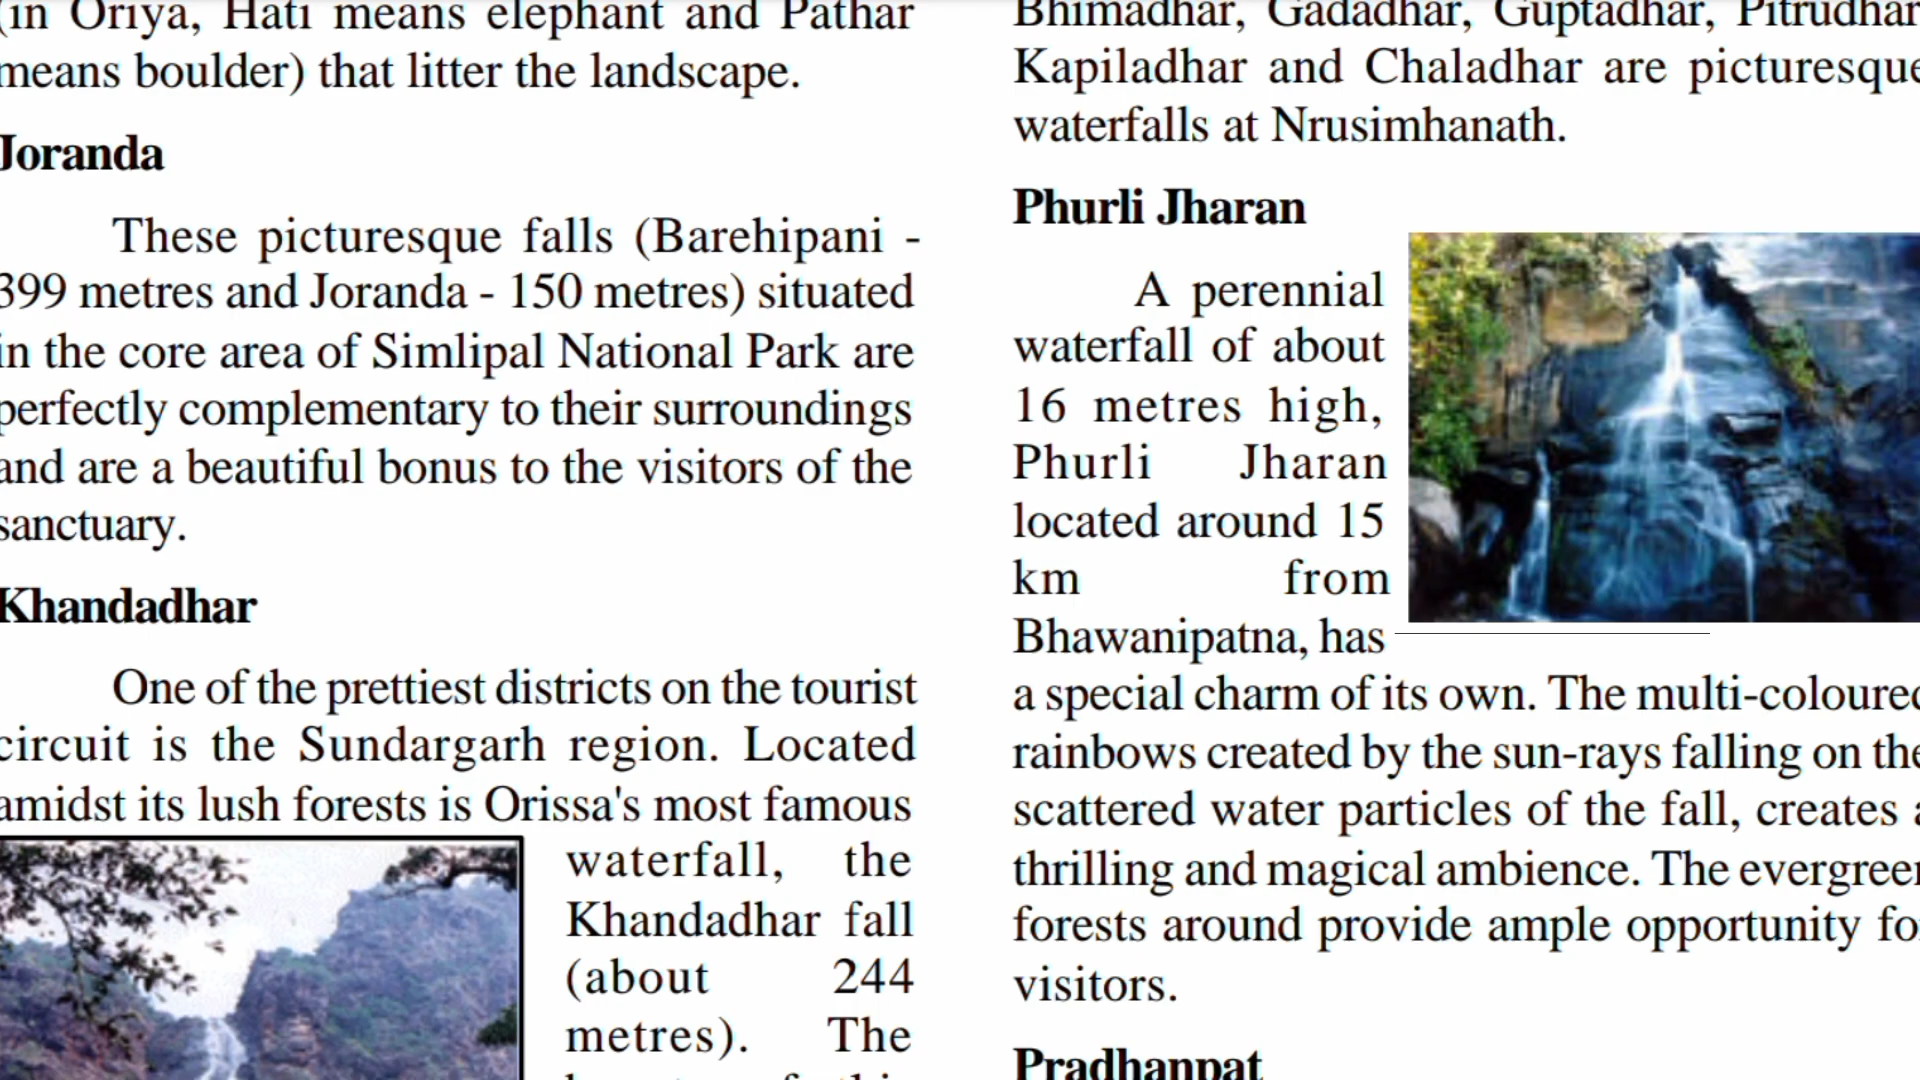 (in Oriya, Hati means elephant and Pathar
means boulder) that litter the landscape.
Joranda
These picturesque falls (Barehipani -
399 metres and Joranda - 150 metres) situated
in the core area of Simlipal National Park are
perfectly complementary to their surroundings
and are a beautiful bonus to the visitors of the
sanctuary.
Khandadhar
One of the prettiest districts on the tourist
circuit is the Sundargarh region. Located
amidst its lush forests is Orissa's most famous
waterfall, the
Khandadhar fall
(about 244
metres). The
Bhimadhar, Gadadhar, Guptadhar, Pitrudhar
Kapiladhar and Chaladhar are picturesque
waterfalls at Nrusimhanath.
Phurli Jharan
A perennial
waterfall of about
16 metres high,
Phurli Jharan
located around 15
km from
Bhawanipatna, has
a special charm of its own. The multi-coloured
rainbows created by the sun-rays falling on the
scattered water particles of the fall, creates a
thrilling and magical ambience. The evergreen
forests around provide ample opportunity for
visitors.
Pradhanpat